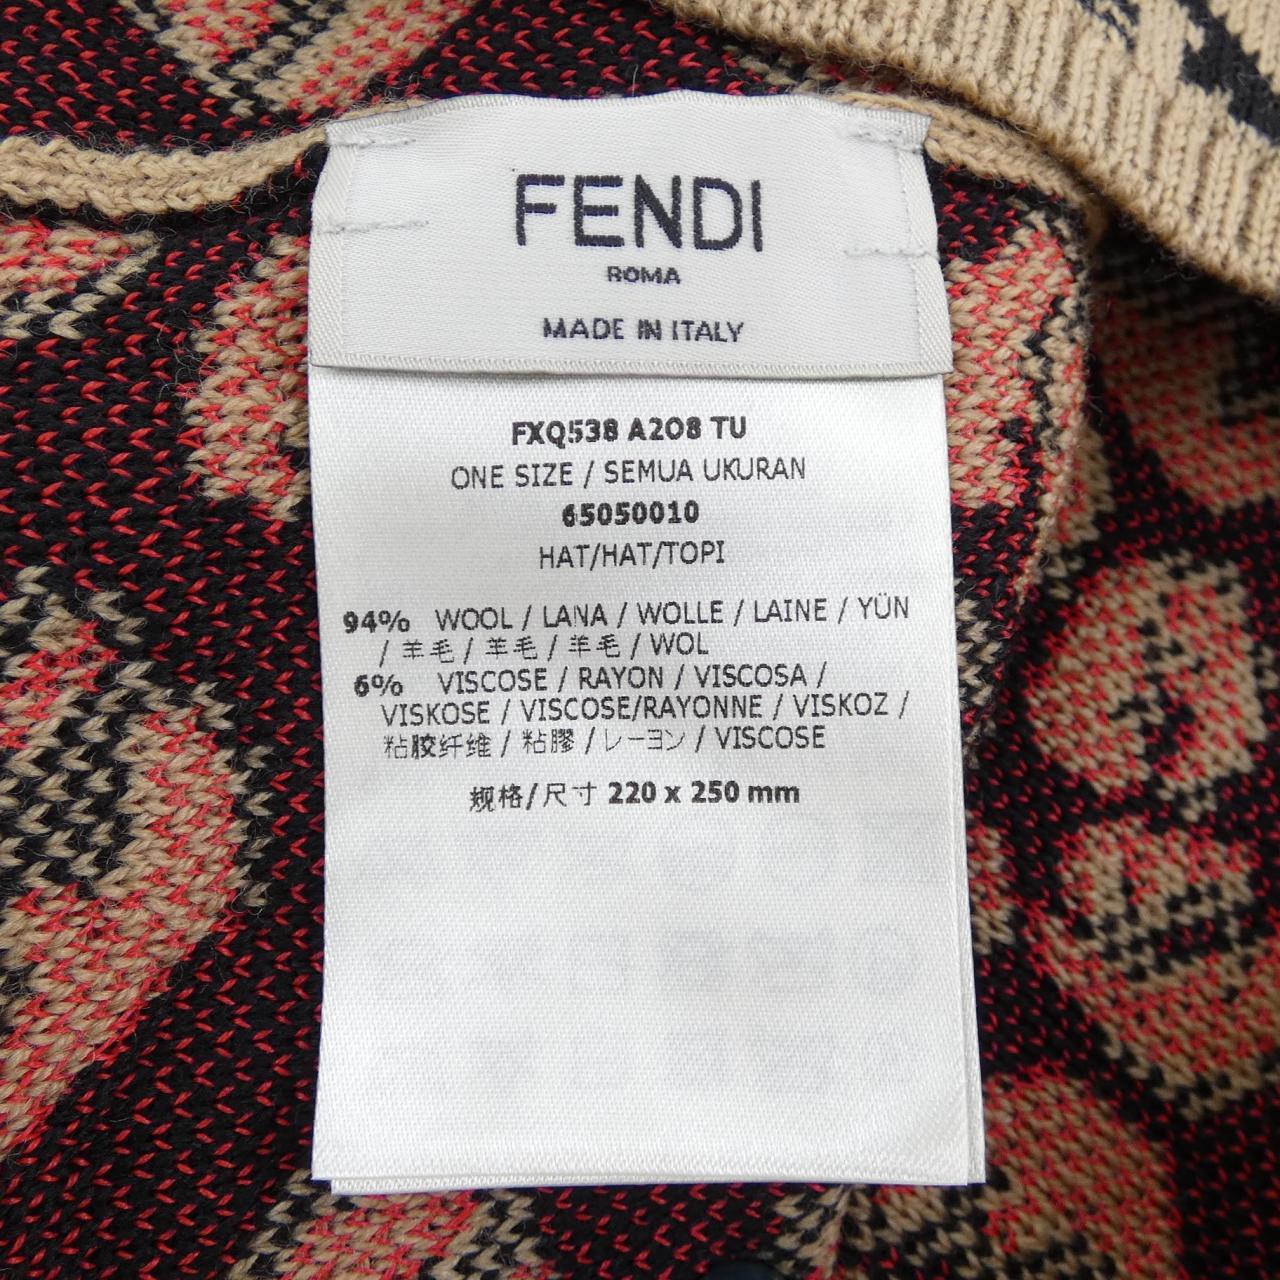 FENDI
ROMA
MADE IN ITALY
FXQ538 A2O8 TU
ONE SIZE / SEMUA UKURAN
65050010
HAT/HAT/TOPI
94% WOOL / LANA / WOLLE / LAINE / YÜN
/ 羊毛 / 羊毛 / 羊毛 / WOL
6% VISCOSE / RAYON / VISCOSA /
VISKOSE / VISCOSE/RAYONNE / VISKOZ /
粘胶纤维 / 粘膠 / レーヨン / VISCOSE
规格/尺寸 220 x 250 mm